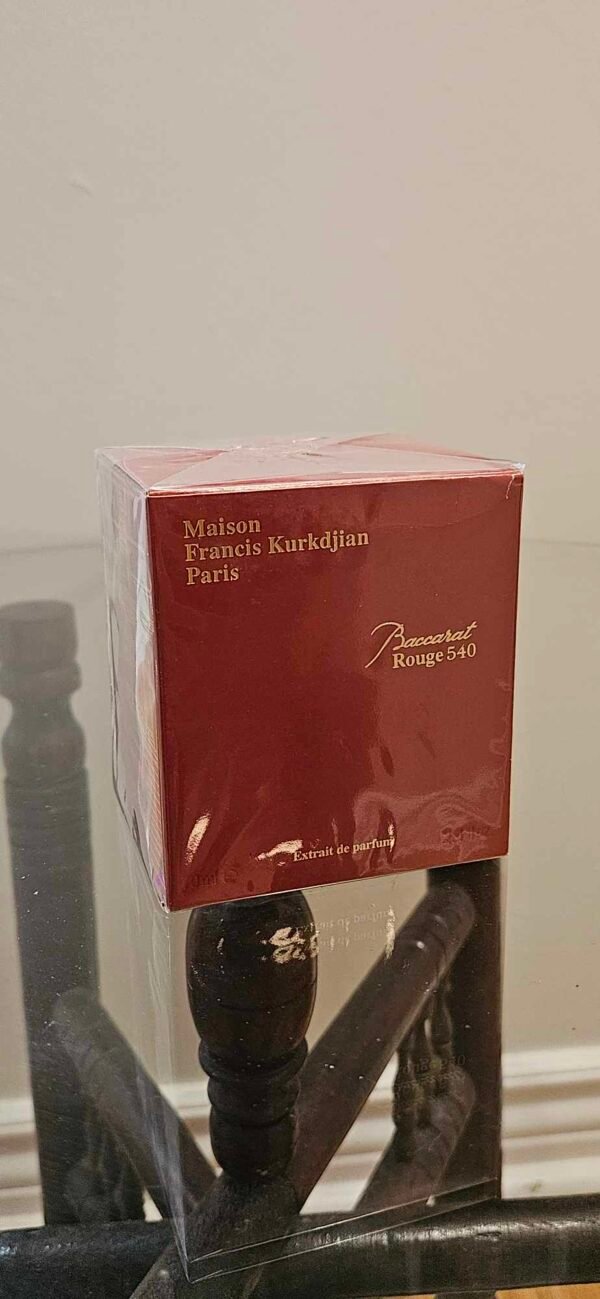 Maison
Francis Kurkdjian
Paris
Baccarat
Rouge 540
Extrait de parfum